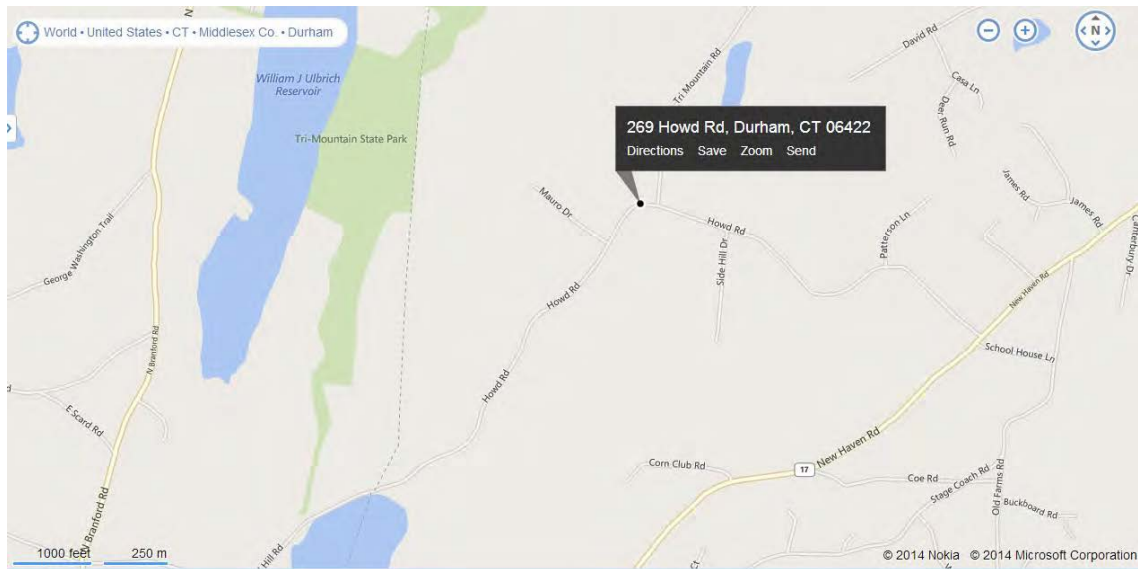 World • United States • CT • Middlesex Co. • Durham
N
William J Ulbrich
Reservoir
Tri-Mountain State Park
Tri Mountain Rd
David Rd
Casa Ln
Deer Run Rd
269 Howd Rd, Durham, CT 06422
Directions Save Zoom Send
James Rd
James Rd
Canterbury Dr
Mauro Dr
Howd Rd
Side Hill Dr
Patterson Ln
George Washington Trail
Howd Rd
New Haven Rd
N Branford Rd
School House Ln
Howd Rd
E Scard Rd
New Haven Rd
17
Corn Club Rd
Coe Rd
Stage Coach Rd
Old Farms Rd
Buckboard Rd
N Branford Rd
Hill Rd
Ct
1000 feet 250 m
© 2014 Nokia © 2014 Microsoft Corporation